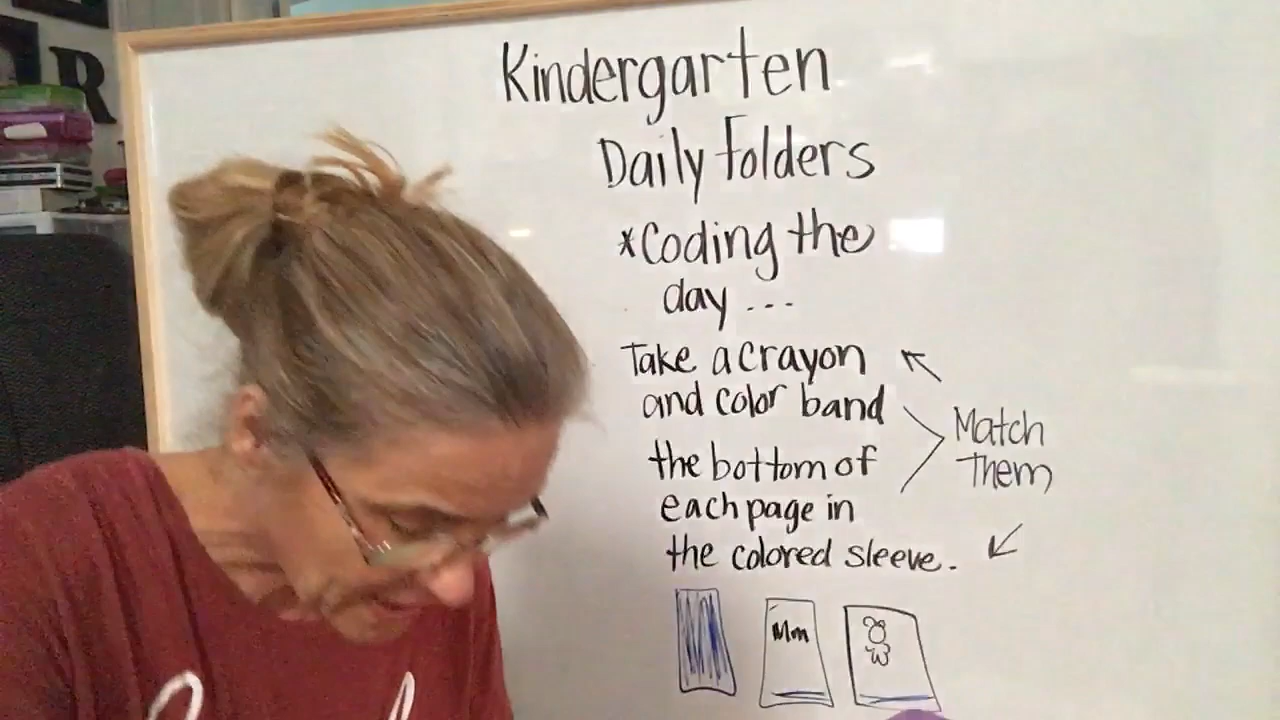 Kindergarten
Daily Folders
*Coding the
day ...
Take a crayon
and color band
the bottom of
each page in
the colored sleeve.
Match
Them
Mm
R